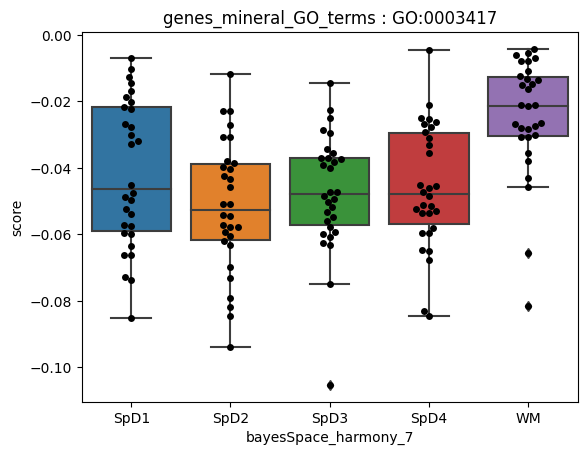 genes_mineral_GO_terms : GO:0003417
0.00
−0.02
−0.04
−0.06
−0.08
−0.10
score
SpD1 SpD2 SpD3 SpD4 WM
bayesSpace_harmony_7